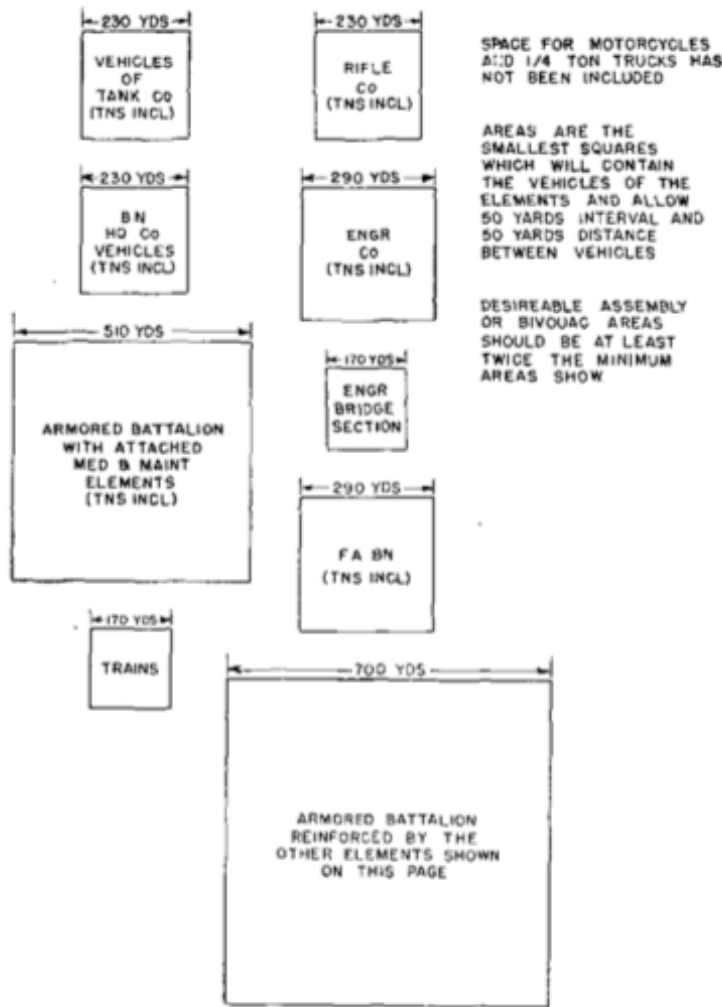 230 YDS
VEHICLES
OF
TANK CO
(TNS INCL)
230 YDS
RIFLE
CO
(TNS INCL)
SPACE FOR MOTORCYCLES
AND 1/4 TON TRUCKS HAS
NOT BEEN INCLUDED
230 YDS
BN
HQ CO
VEHICLES
(TNS INCL)
290 YDS
ENGR
CO
(TNS INCL)
AREAS ARE THE
SMALLEST SQUARES
WHICH WILL CONTAIN
THE VEHICLES OF THE
ELEMENTS AND ALLOW
50 YARDS INTERVAL AND
50 YARDS DISTANCE
BETWEEN VEHICLES
510 YDS
ARMORED BATTALION
WITH ATTACHED
MED & MAINT
ELEMENTS
(TNS INCL)
170 YDS
ENGR
BRIDGE
SECTION
DESIREABLE ASSEMBLY
OR BIVOUAC AREAS
SHOULD BE AT LEAST
TWICE THE MINIMUM
AREAS SHOW
290 YDS
FA BN
(TNS INCL)
170 YDS
TRAINS
700 YDS
ARMORED BATTALION
REINFORCED BY THE
OTHER ELEMENTS SHOWN
ON THIS PAGE